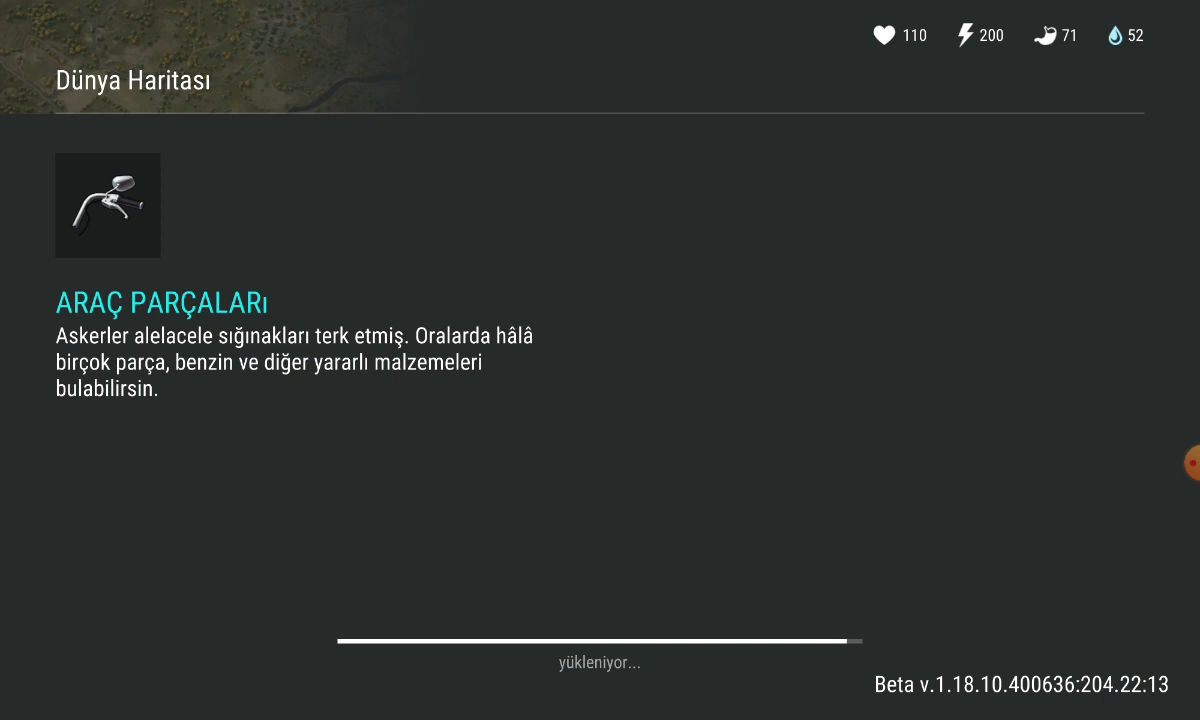 110 200 71 52
Dünya Haritası
ARAÇ PARÇALARı
Askerler alelacele sığınakları terk etmiş. Oralarda hâlâ
birçok parça, benzin ve diğer yararlı malzemeleri
bulabilirsin.
yükleniyor...
Beta v.1.18.10.400636:204.22:13